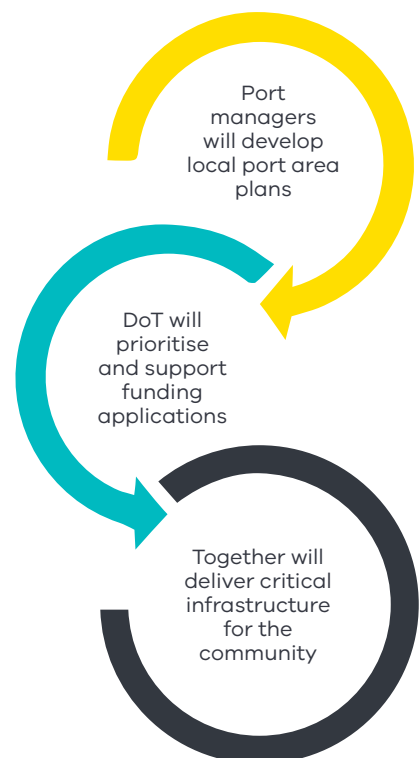 Port
managers
will develop
local port area
plans
DoT will
prioritise
and support
funding
applications
Together will
deliver critical
infrastructure
for the
community